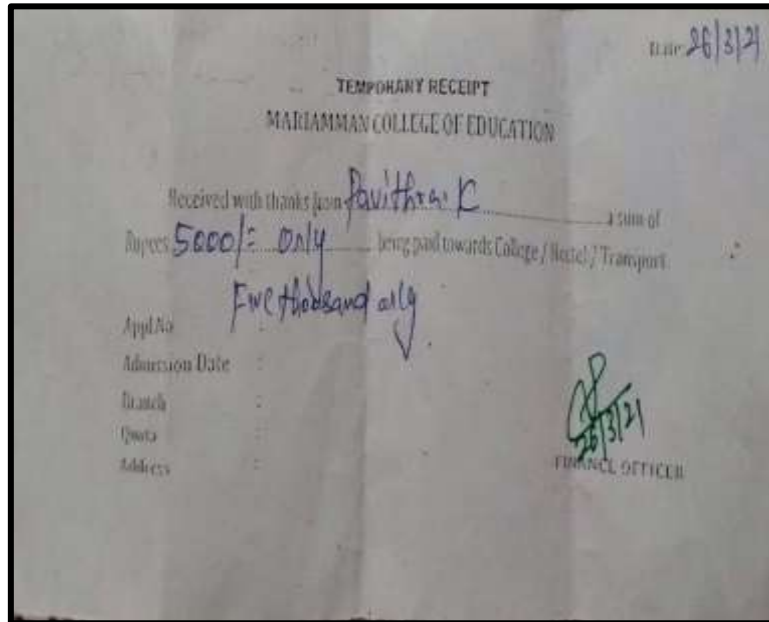 Date: 26/3/21
TEMPORARY RECEIPT
MARIAMMAN COLLEGE OF EDUCATION
Received with thanks from Pavithra. K a sum of
Rupees 5000/= only being paid towards College / Hostel / Transport
Five thousand only
Appl.No :
Admission Date :
Branch :
Quota :
Address :
26/3/21
FINANCE OFFICER